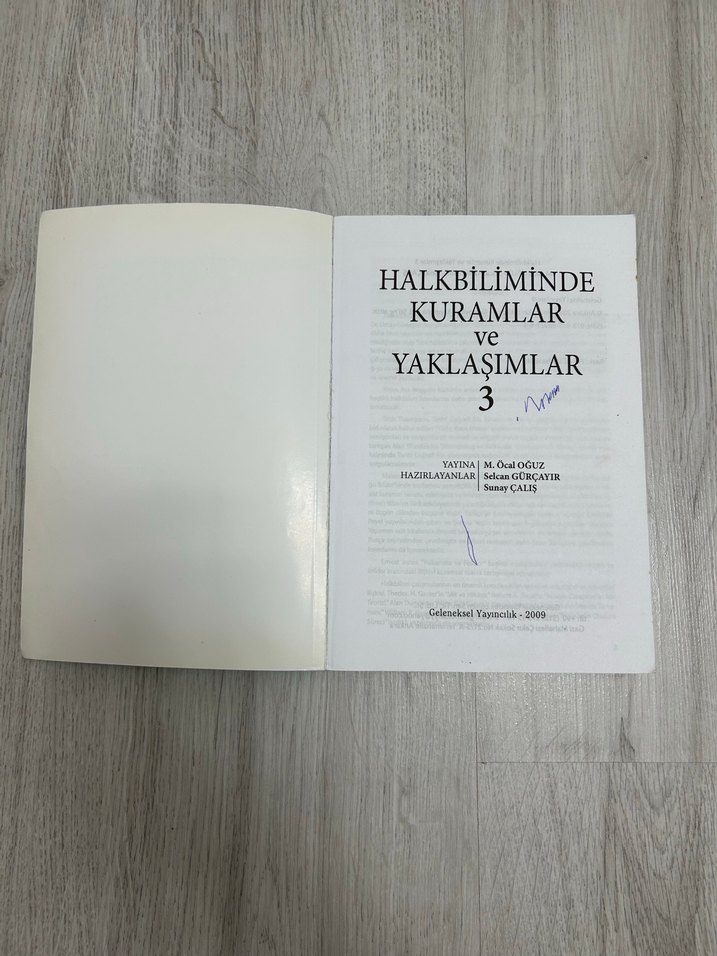 HALKBİLİMİNDE
KURAMLAR
ve
YAKLAŞIMLAR
3
YAYINA
HAZIRLAYANLAR
M. Öcal OĞUZ
Selcan GÜRÇAYIR
Sunay ÇALIŞ
Geleneksel Yayıncılık - 2009